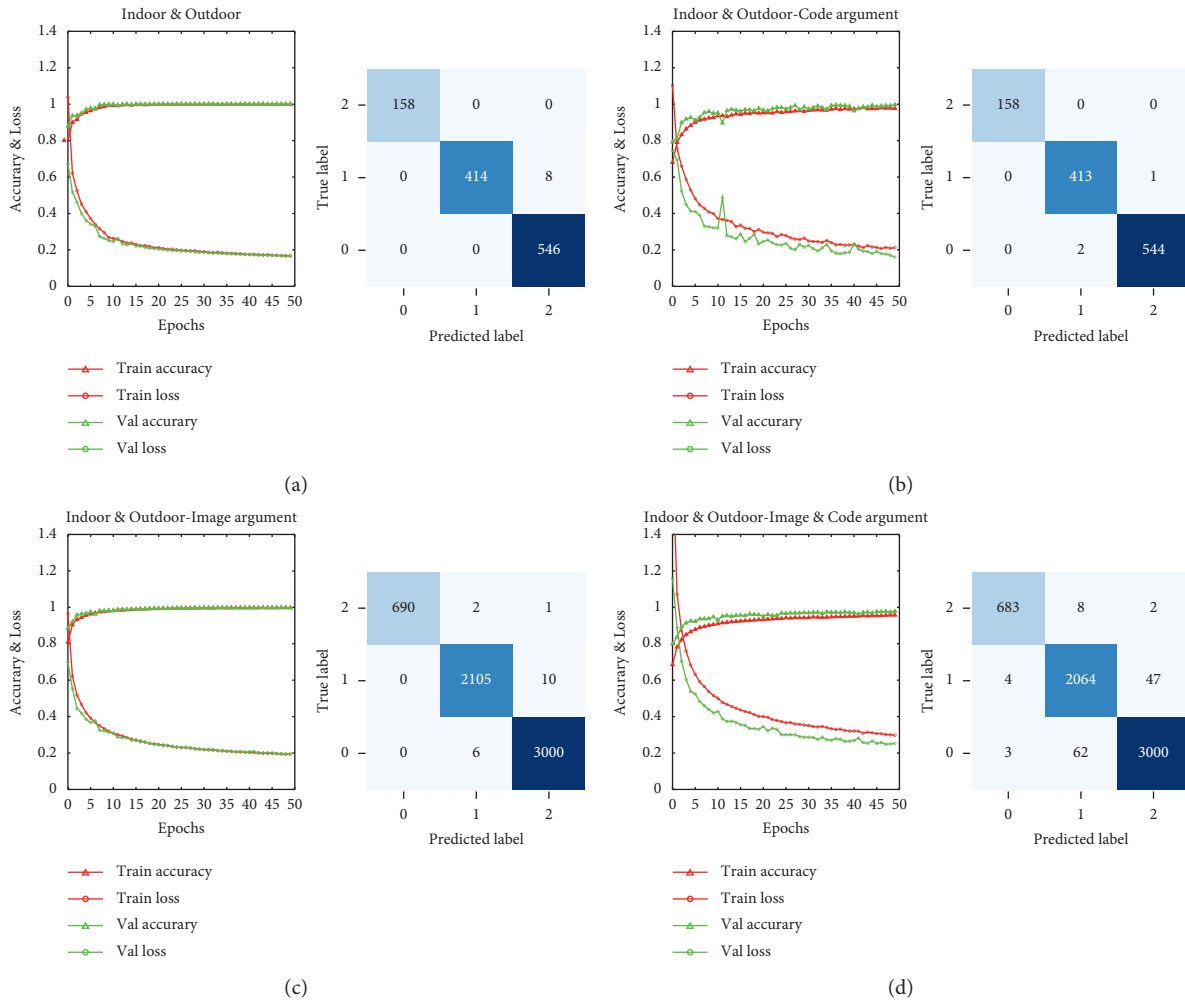 Indoor & Outdoor
1.4
1.2
1
0.8
0.6
0.4
0.2
0
Accurary & Loss
0 5 10 15 20 25 30 35 40 45 50
Epochs
Train accuracy
Train loss
Val accurary
Val loss
True label
2 158 0 0
1 0 414 8
0 0 0 546
0 1 2
Predicted label
(a)
Indoor & Outdoor-Code argument
1.4
1.2
1
0.8
0.6
0.4
0.2
0
Accurary & Loss
0 5 10 15 20 25 30 35 40 45 50
Epochs
Train accuracy
Train loss
Val accurary
Val loss
True label
2 158 0 0
1 0 413 1
0 0 2 544
0 1 2
Predicted label
(b)
Indoor & Outdoor-Image argument
1.4
1.2
1
0.8
0.6
0.4
0.2
0
Accurary & Loss
0 5 10 15 20 25 30 35 40 45 50
Epochs
Train accuracy
Train loss
Val accurary
Val loss
True label
2 690 2 1
1 0 2105 10
0 0 6 3000
0 1 2
Predicted label
(c)
Indoor & Outdoor-Image & Code argument
1.4
1.2
1
0.8
0.6
0.4
0.2
0
Accurary & Loss
0 5 10 15 20 25 30 35 40 45 50
Epochs
Train accuracy
Train loss
Val accurary
Val loss
True label
2 683 8 2
1 4 2064 47
0 3 62 3000
0 1 2
Predicted label
(d)